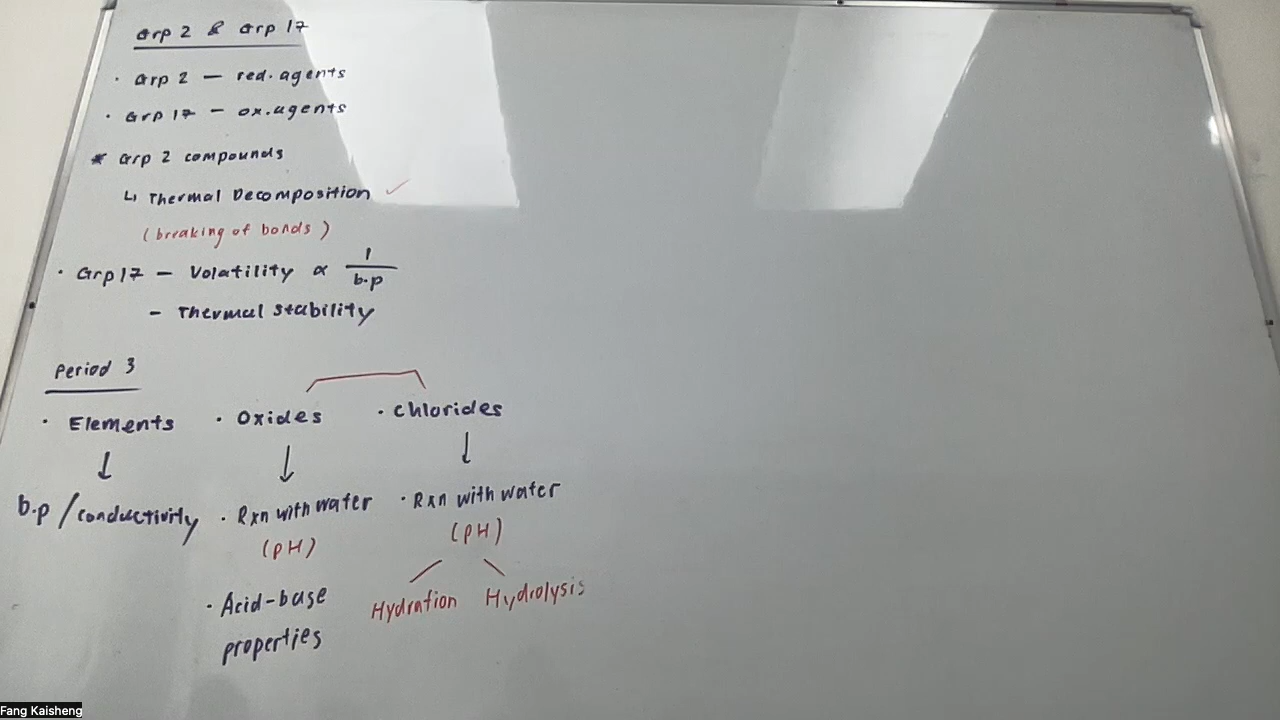 Grp 2 & Grp 17
· Grp 2 — red. agents
· Grp 17 — ox. agents
* Grp 2 compounds
↳ Thermal Decomposition ✓
(breaking of bonds)
· Grp 17 — Volatility ∝ 1/b.p
- Thermal stability
Period 3
· Elements · Oxides · Chlorides
↓ ↓ ↓
b.p / conductivity · Rxn with water · Rxn with water
(pH) (pH)
· Acid-base Hydration Hydrolysis
properties
Fang Kaisheng